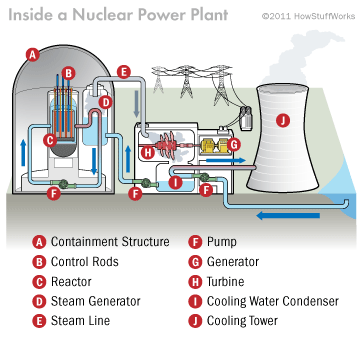 Inside a Nuclear Power Plant
©2011 HowStuffWorks
A
B
E
D
C
F
F
H
G
I
F
J
A Containment Structure
B Control Rods
C Reactor
D Steam Generator
E Steam Line
F Pump
G Generator
H Turbine
I Cooling Water Condenser
J Cooling Tower